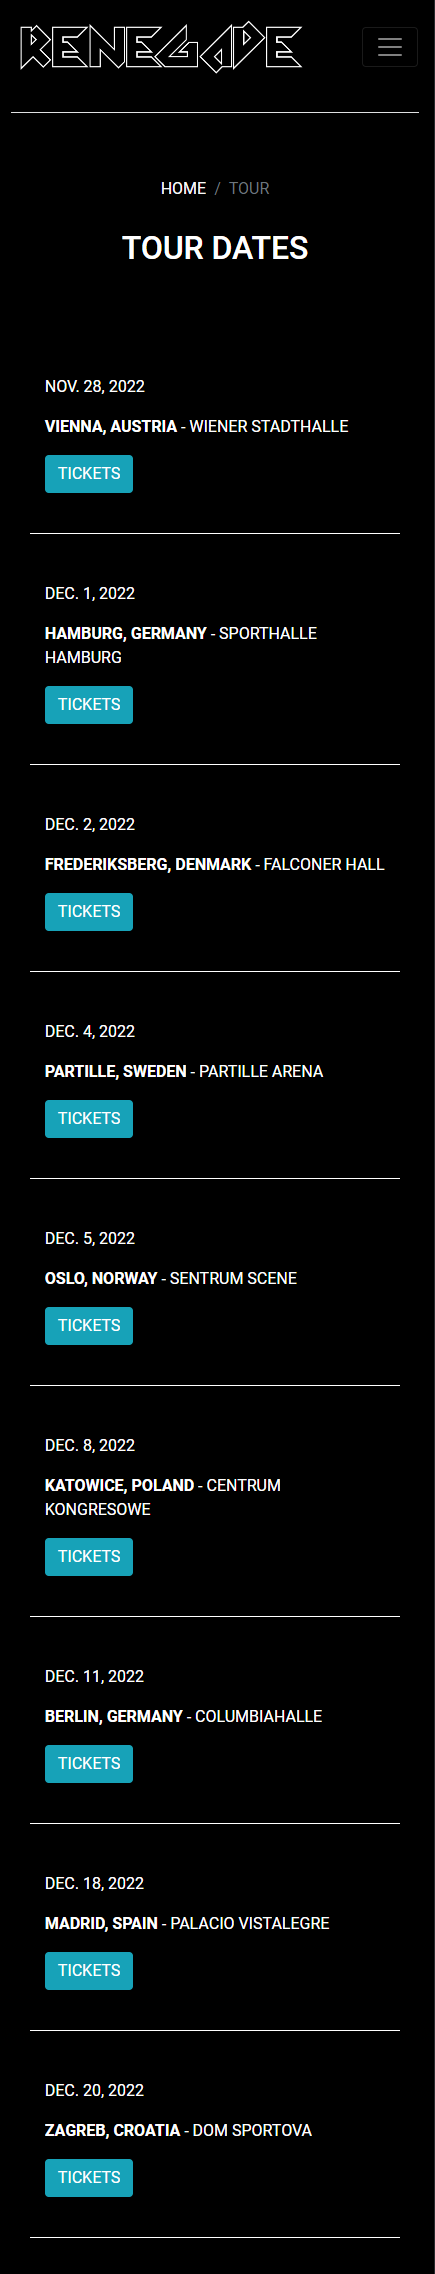 RENEGADE
HOME / TOUR
TOUR DATES
NOV. 28, 2022
VIENNA, AUSTRIA - WIENER STADTHALLE
TICKETS
DEC. 1, 2022
HAMBURG, GERMANY - SPORTHALLE
HAMBURG
TICKETS
DEC. 2, 2022
FREDERIKSBERG, DENMARK - FALCONER HALL
TICKETS
DEC. 4, 2022
PARTILLE, SWEDEN - PARTILLE ARENA
TICKETS
DEC. 5, 2022
OSLO, NORWAY - SENTRUM SCENE
TICKETS
DEC. 8, 2022
KATOWICE, POLAND - CENTRUM
KONGRESOWE
TICKETS
DEC. 11, 2022
BERLIN, GERMANY - COLUMBIAHALLE
TICKETS
DEC. 18, 2022
MADRID, SPAIN - PALACIO VISTALEGRE
TICKETS
DEC. 20, 2022
ZAGREB, CROATIA - DOM SPORTOVA
TICKETS